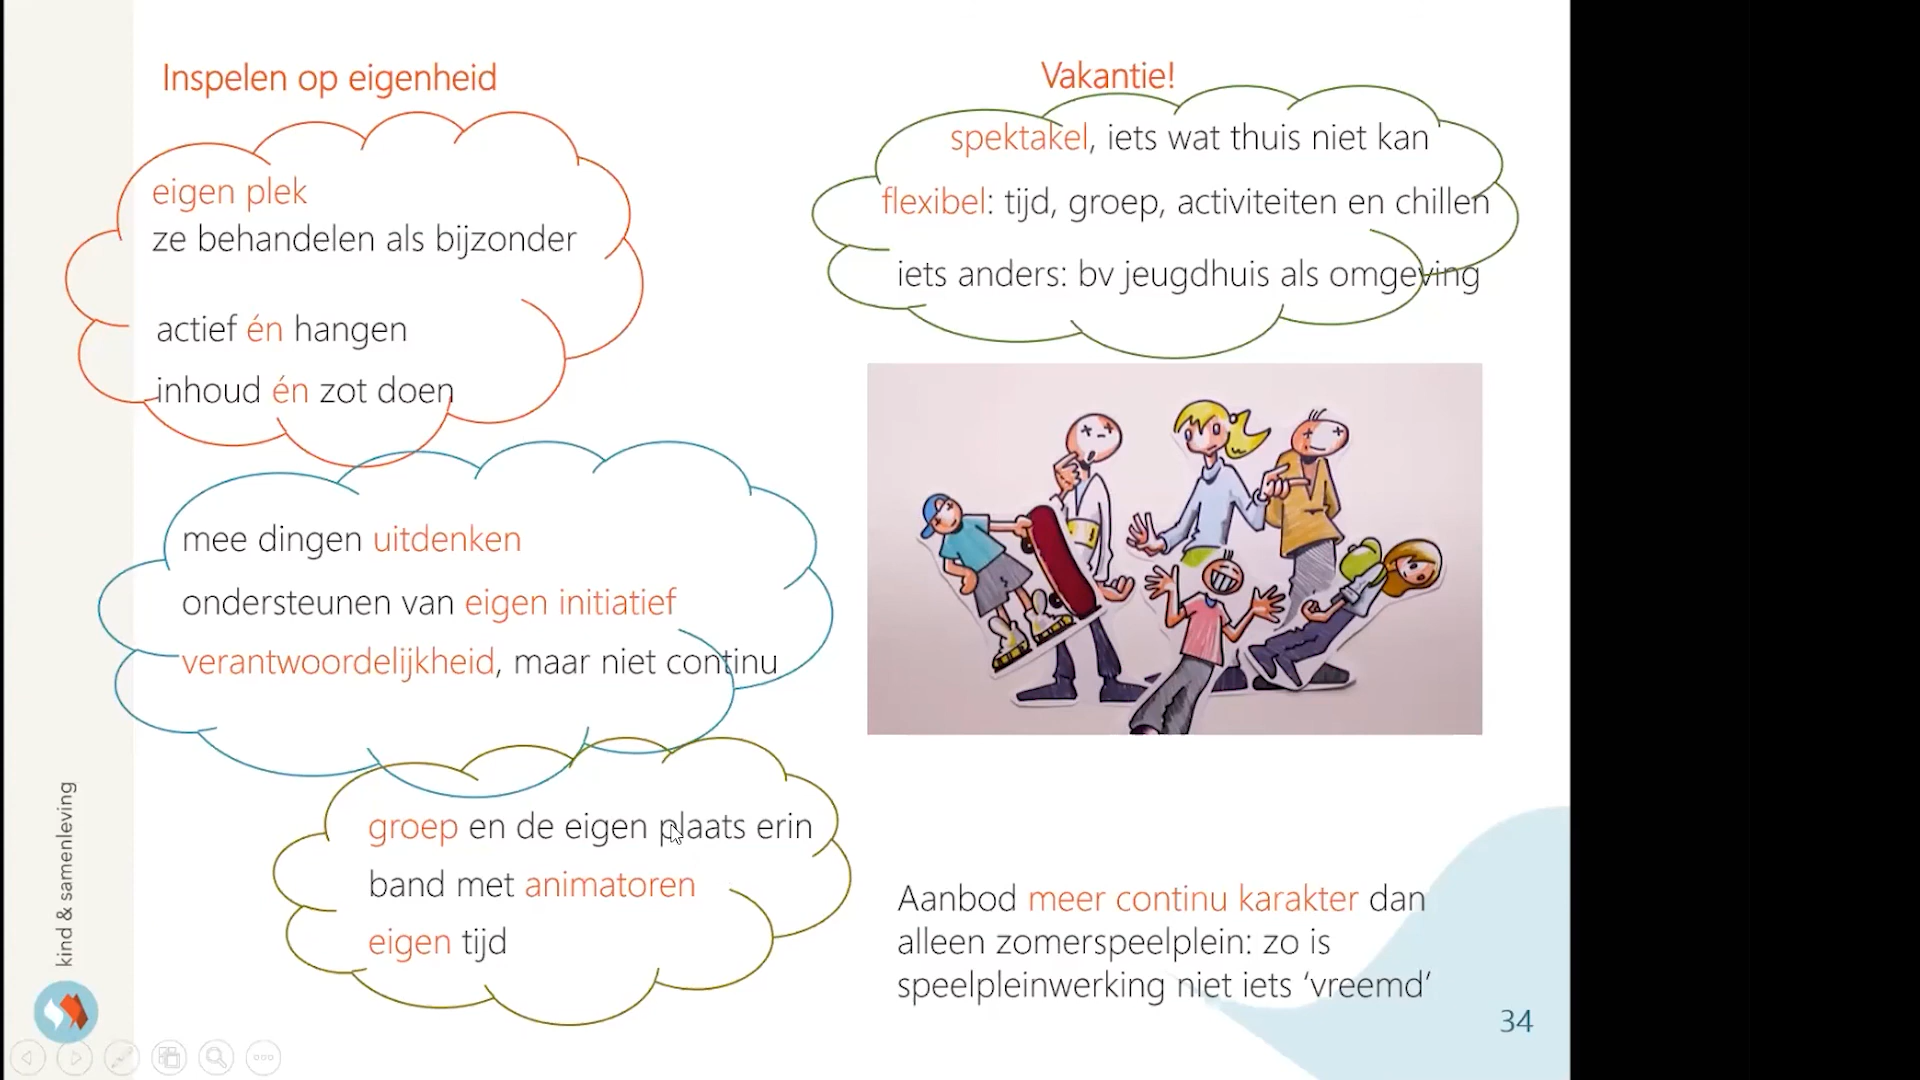 Inspelen op eigenheid
eigen plek
ze behandelen als bijzonder
actief én hangen
inhoud én zot doen
mee dingen uitdenken
ondersteunen van eigen initiatief
verantwoordelijkheid, maar niet continu
groep en de eigen plaats erin
band met animatoren
eigen tijd
Vakantie!
spektakel, iets wat thuis niet kan
flexibel: tijd, groep, activiteiten en chillen
iets anders: bv jeugdhuis als omgeving
Aanbod meer continu karakter dan
alleen zomerspeelplein: zo is
speelpleinwerking niet iets ‘vreemd’
34
kind & samenleving